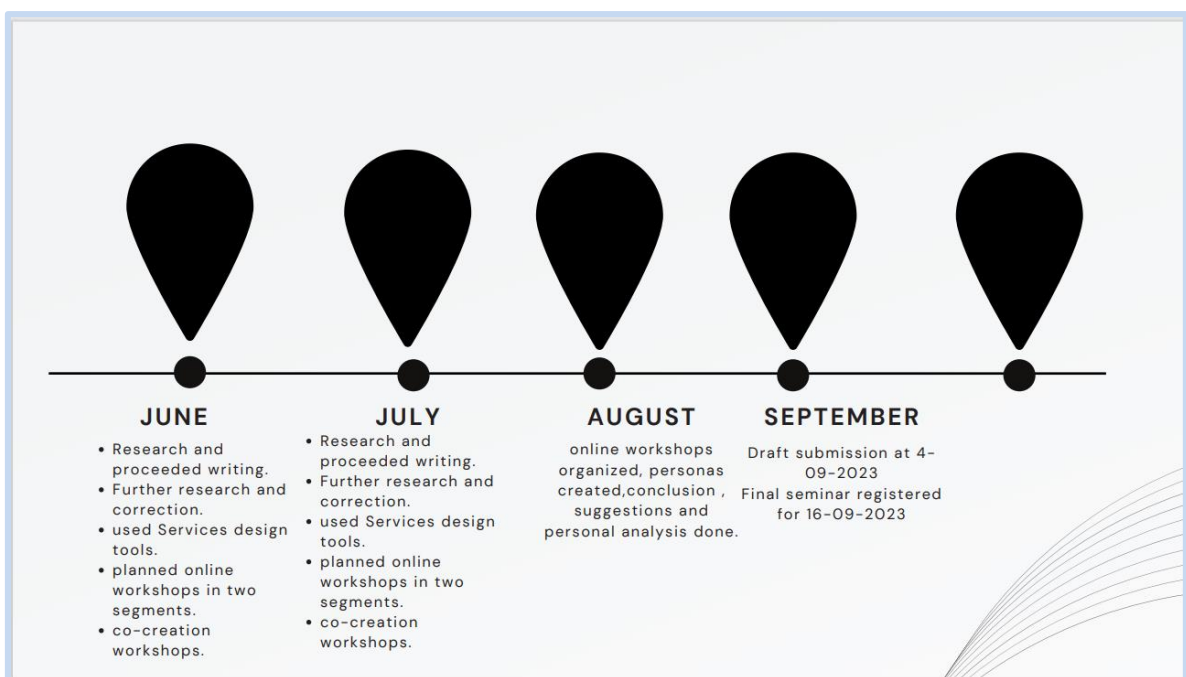 JUNE
• Research and
proceeded writing.
• Further research and
correction.
• used Services design
tools.
• planned online
workshops in two
segments.
• co-creation
workshops.
JULY
• Research and
proceeded writing.
• Further research and
correction.
• used Services design
tools.
• planned online
workshops in two
segments.
• co-creation
workshops.
AUGUST
online workshops
organized, personas
created,conclusion ,
suggestions and
personal analysis done.
SEPTEMBER
Draft submission at 4-
09-2023
Final seminar registered
for 16-09-2023